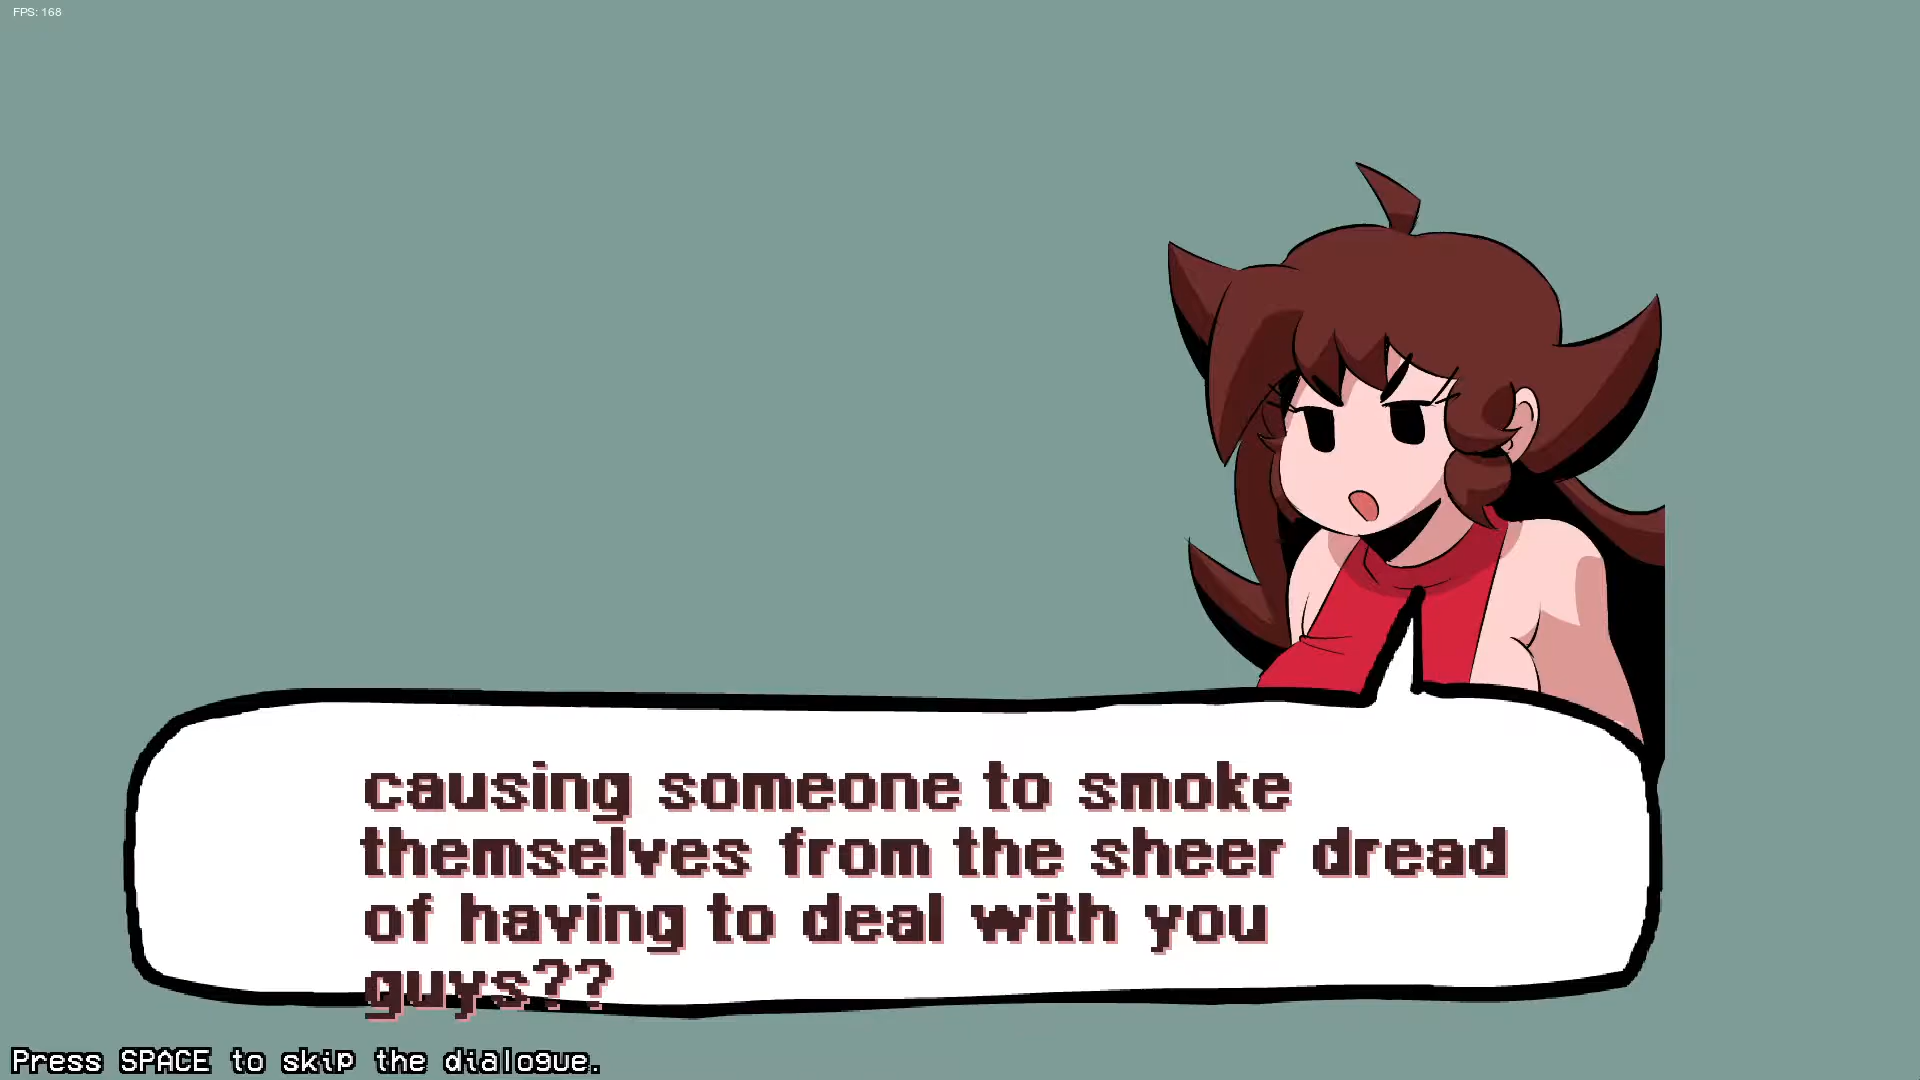 FPS: 168
causing someone to smoke
themselves from the sheer dread
of having to deal with you
guys??
Press SPACE to skip the dialogue.